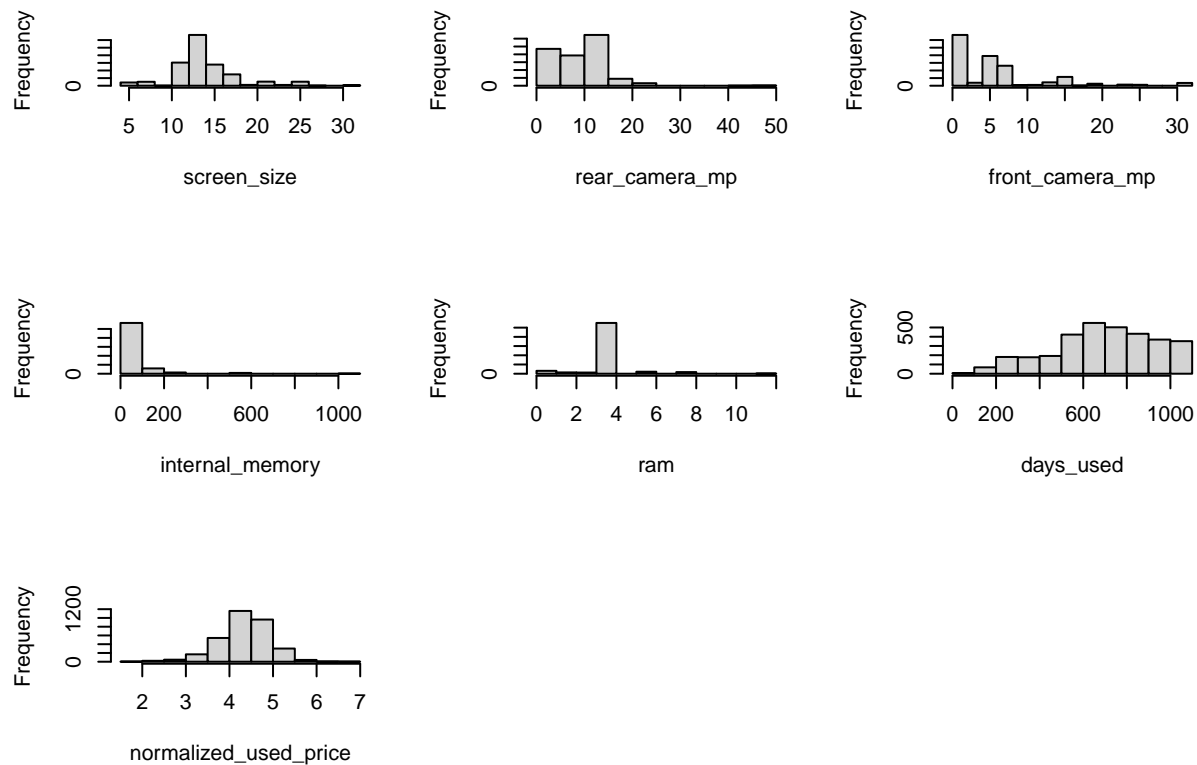 Frequency
0
5 10 15 20 25 30
screen_size
Frequency
0
0 10 20 30 40 50
rear_camera_mp
Frequency
0
0 5 10 20 30
front_camera_mp
Frequency
0
0 200 600 1000
internal_memory
Frequency
0
0 2 4 6 8 10
ram
Frequency
0 500
0 200 600 1000
days_used
Frequency
0 1200
2 3 4 5 6 7
normalized_used_price